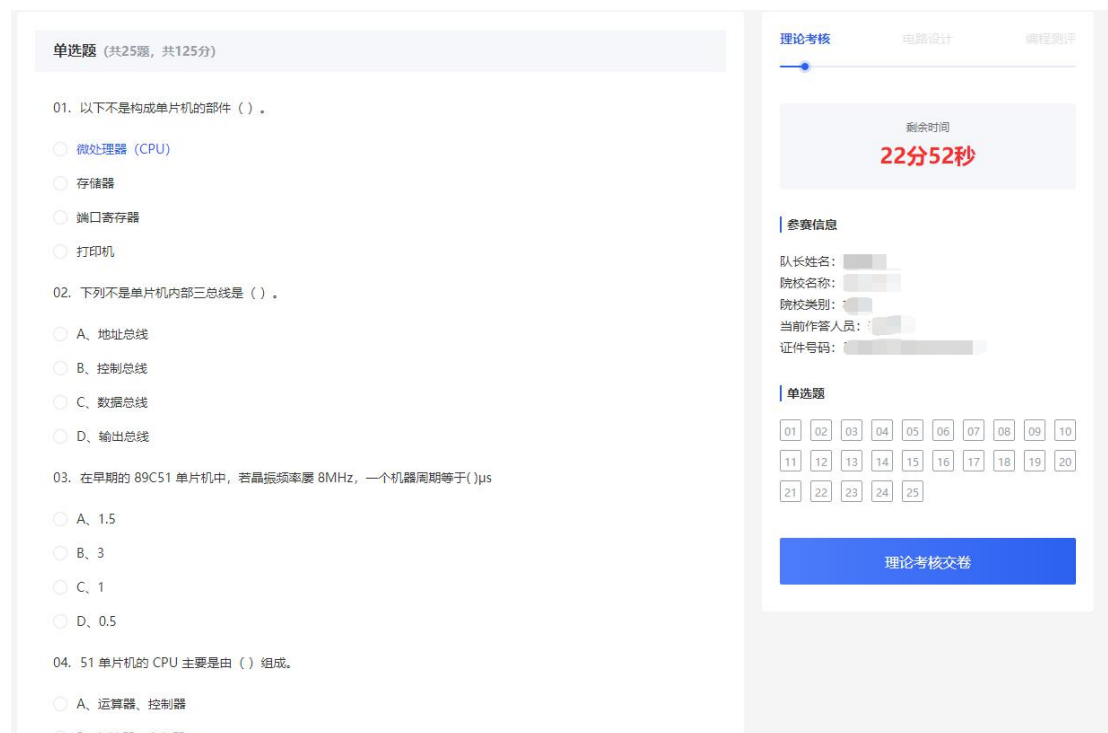 单选题 (共25题, 共125分)
01. 以下不是构成单片机的部件（ ）。
微处理器（CPU）
存储器
端口寄存器
打印机
02. 下列不是单片机内部三总线是（ ）。
A、地址总线
B、控制总线
C、数据总线
D、输出总线
03. 在早期的 89C51 单片机中，若晶振频率屡 8MHz，一个机器周期等于( )μs
A、1.5
B、3
C、1
D、0.5
04. 51 单片机的 CPU 主要是由（ ）组成。
A、运算器、控制器
理论考核 电路设计 编程测评
剩余时间
22分52秒
参赛信息
队长姓名：
院校名称：
院校类别：
当前作答人员：
证件号码：
单选题
01 02 03 04 05 06 07 08 09 10
11 12 13 14 15 16 17 18 19 20
21 22 23 24 25
理论考核交卷